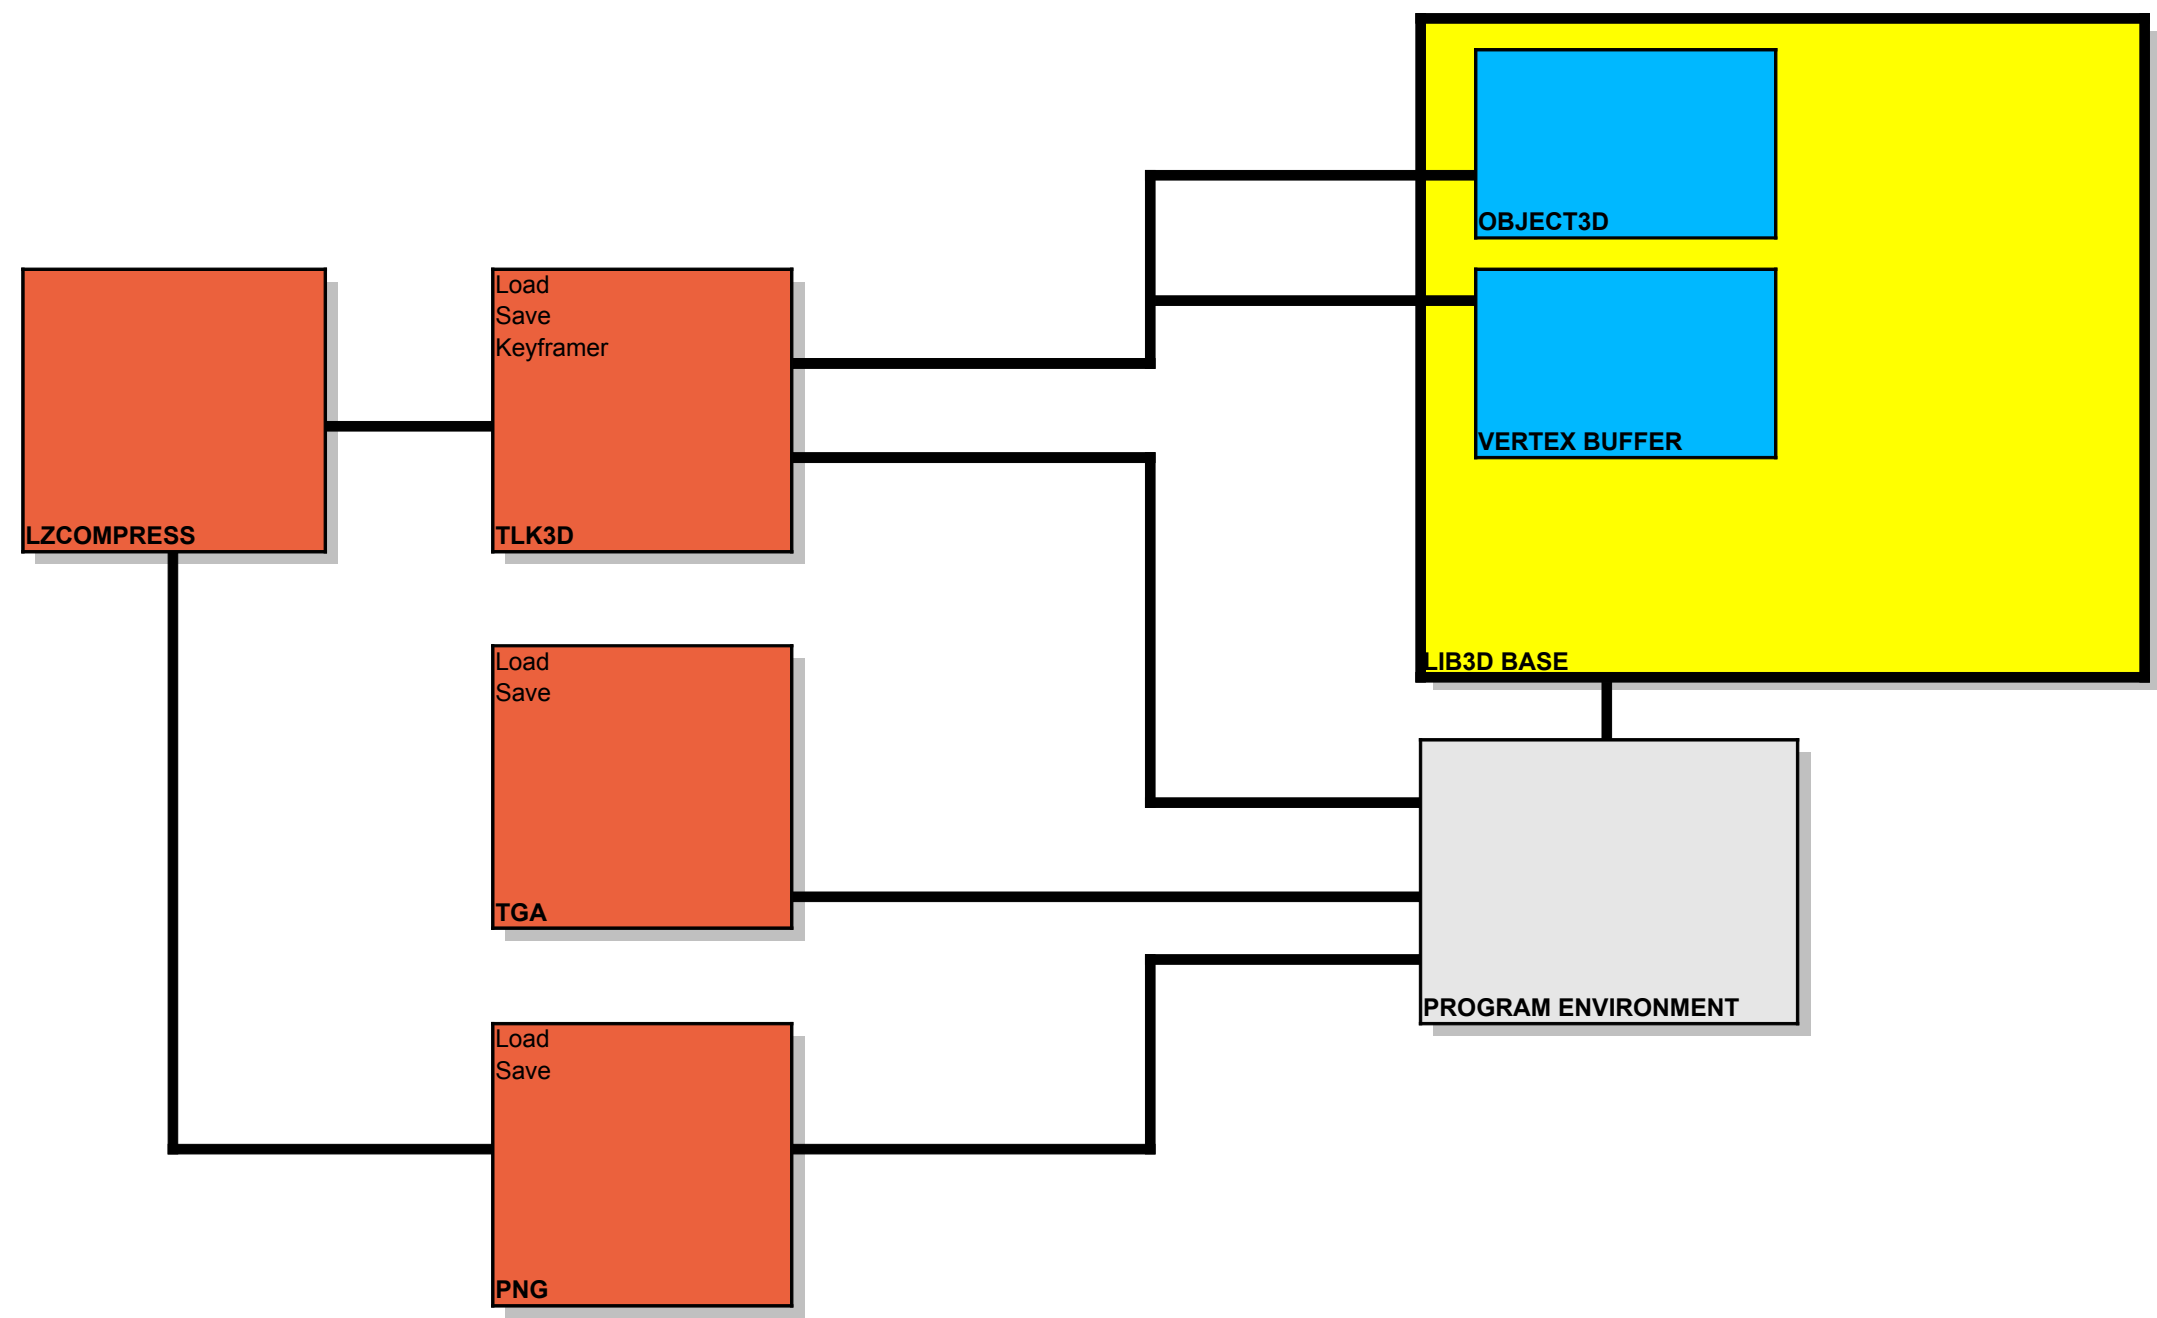 OBJECT3D
VERTEX BUFFER
LIB3D BASE
LZCOMPRESS
Load
Save
Keyframer
TLK3D
Load
Save
TGA
Load
Save
PNG
PROGRAM ENVIRONMENT